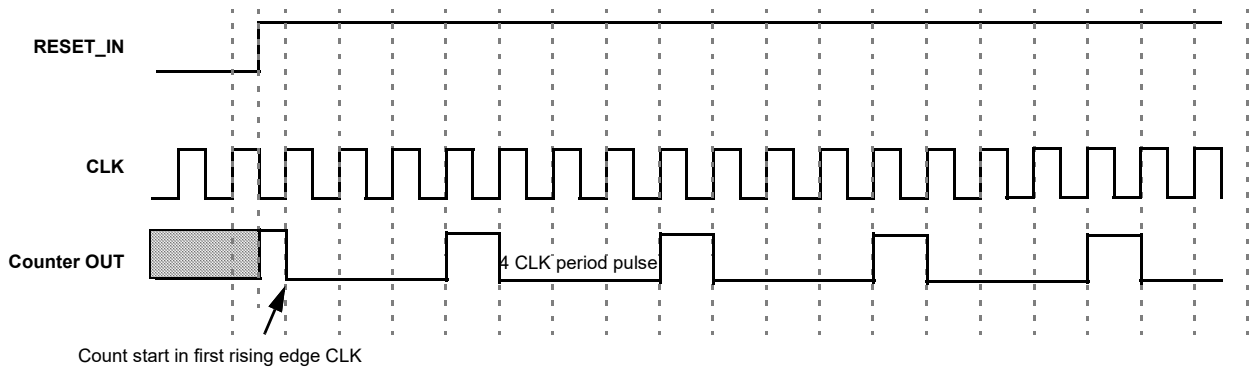 RESET_IN
CLK
Counter OUT
4 CLK period pulse
Count start in first rising edge CLK